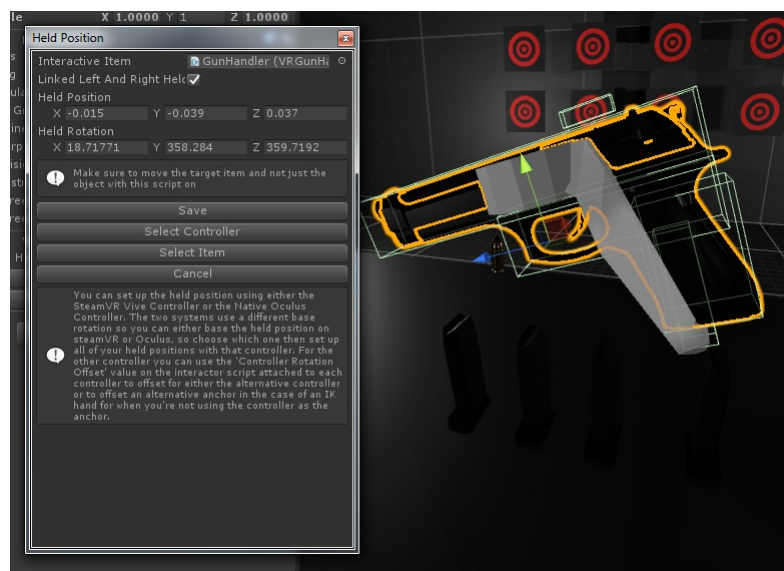 X 1.0000 Y 1 Z 1.0000
Held Position
Interactive Item GunHandler (VRGunHa
Linked Left And Right Held
Held Position
X -0.015 Y -0.039 Z 0.037
Held Rotation
X 18.71771 Y 358.284 Z 359.7192
Make sure to move the target item and not just the
object with this script on
Save
Select Controller
Select Item
Cancel
You can set up the held position using either the
SteamVR Vive Controller or the Native Oculus
Controller. The two systems use a different base
rotation so you can either base the held position on
steamVR or Oculus, so choose which one then set up
all of your held positions with that controller. For the
other controller you can use the 'Controller Rotation
Offset' value on the interactor script attached to each
controller to offset for either the alternative controller
or to offset an alternative anchor in the case of an IK
hand for when you're not using the controller as the
anchor.